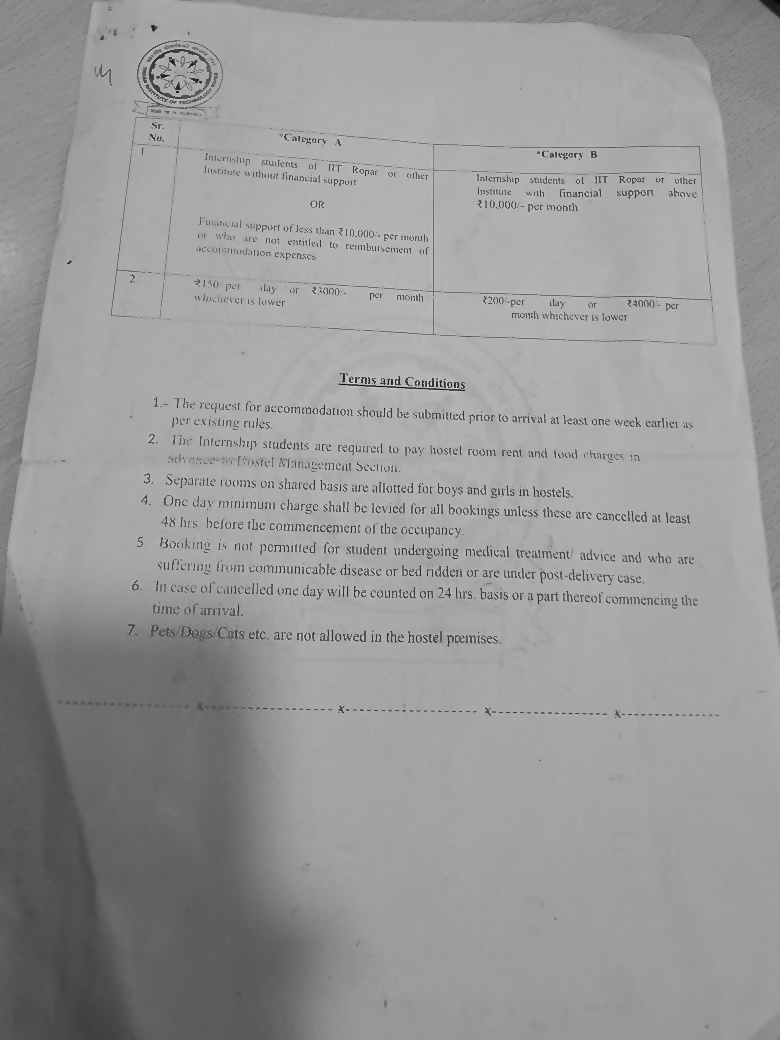 INDIAN INSTITUTE OF TECHNOLOGY ROPAR
Sr.
No.
*Category A
*Category B
1
Internship students of IIT Ropar or other
Institute without financial support
OR
Financial support of less than ₹10,000/- per month
or who are not entitled to reimbursement of
accommodation expenses
Internship students of IIT Ropar or other
Institute with financial support above
₹10,000/- per month
2
₹150/-per day or ₹3000/- per month
whichever is lower
₹200/-per day or ₹4000/- per
month whichever is lower
Terms and Conditions
1.- The request for accommodation should be submitted prior to arrival at least one week earlier as
per existing rules.
2. The Internship students are required to pay hostel room rent and food charges in
advance to Hostel Management Section.
3. Separate rooms on shared basis are allotted for boys and girls in hostels.
4. One day minimum charge shall be levied for all bookings unless these are cancelled at least
48 hrs. before the commencement of the occupancy.
5 Booking is not permitted for student undergoing medical treatment/ advice and who are
suffering from communicable disease or bed ridden or are under post-delivery case.
6. In case of cancelled one day will be counted on 24 hrs. basis or a part thereof commencing the
time of arrival.
7. Pets/Dogs/Cats etc. are not allowed in the hostel premises.